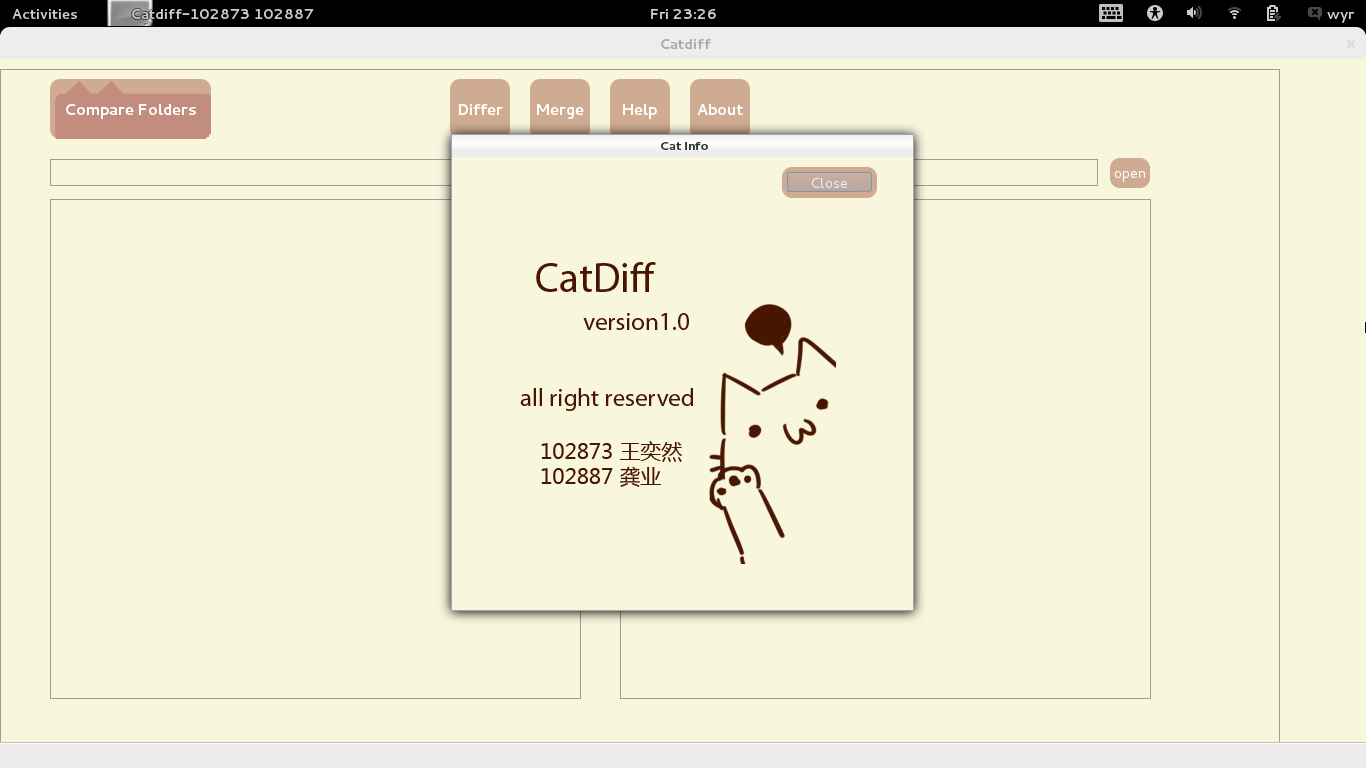 Activities Catdiff-102873 102887 Fri 23:26 wyr
Catdiff
Compare Folders Differ Merge Help About
open
Cat Info
Close
CatDiff
version1.0
all right reserved
102873 王奕然
102887 龚业